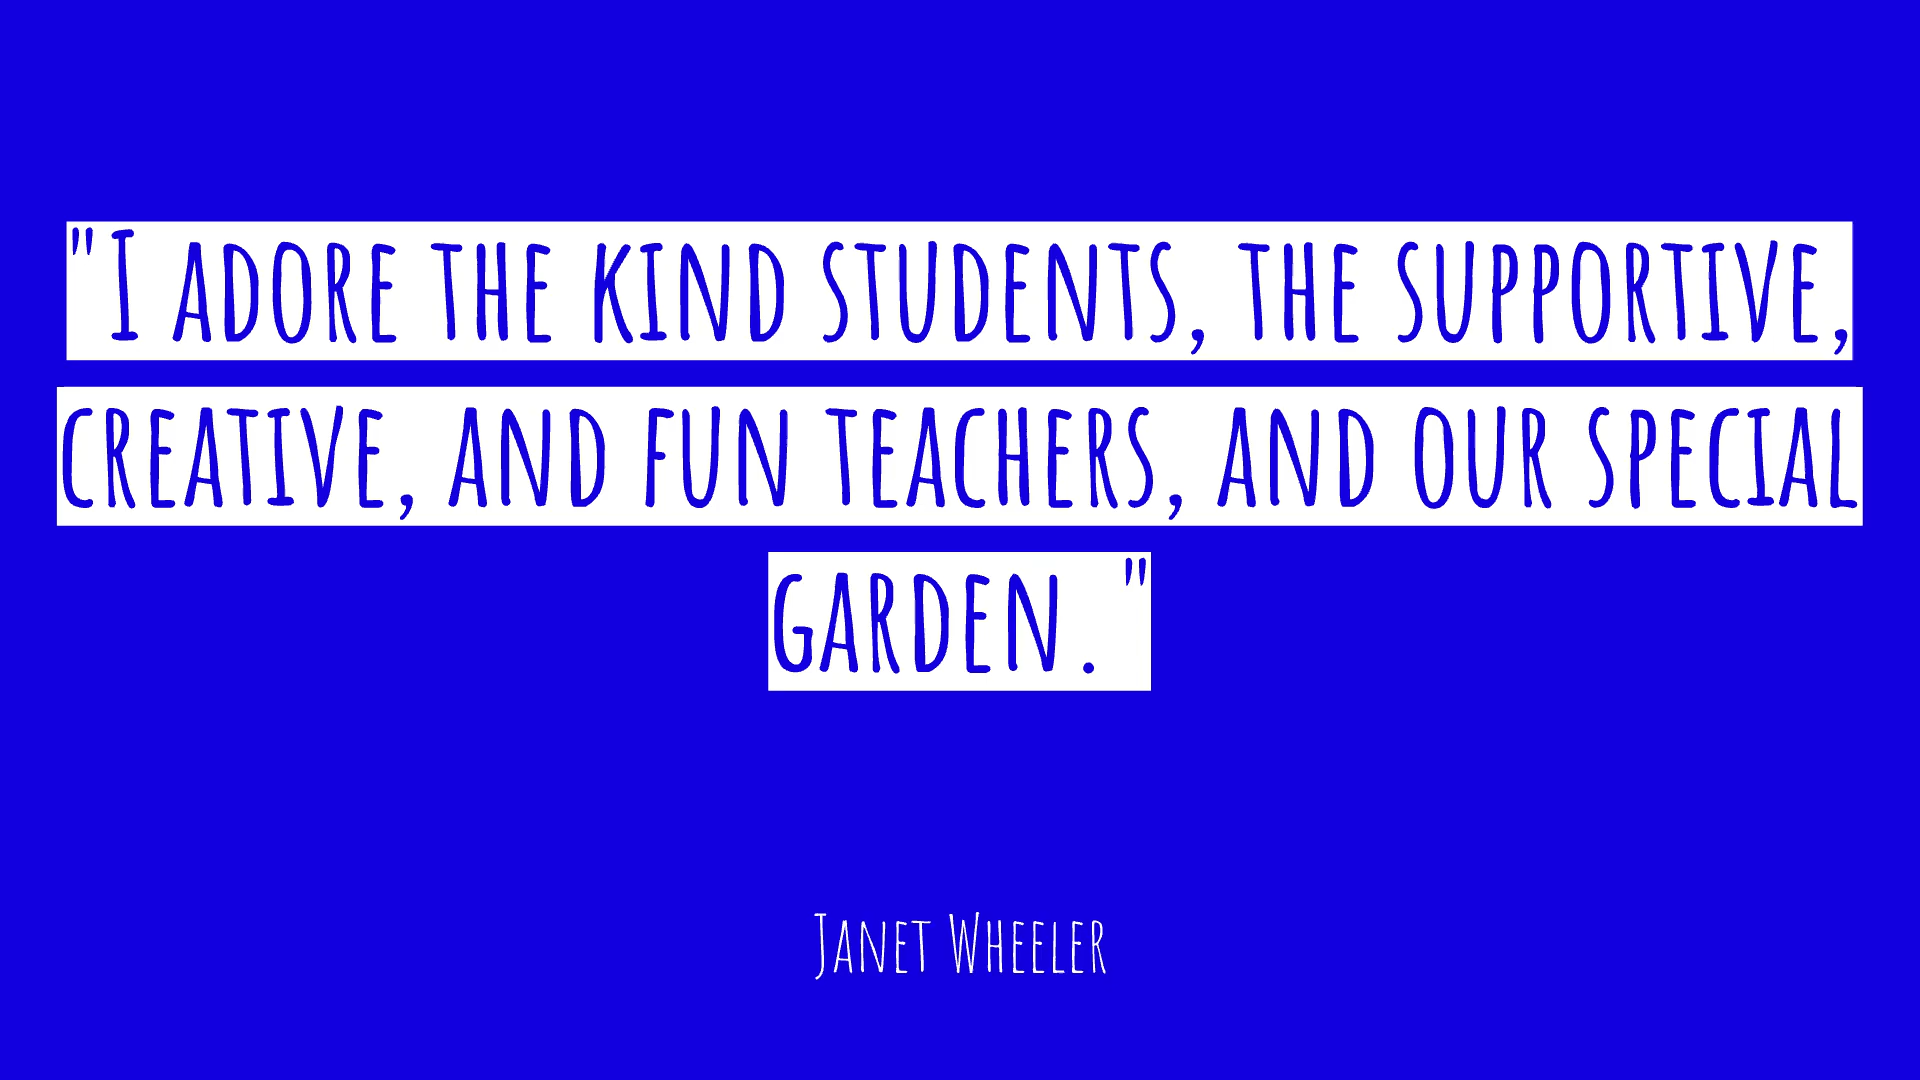 "I adore the kind students, the supportive,
creative, and fun teachers, and our special
garden."
Janet Wheeler